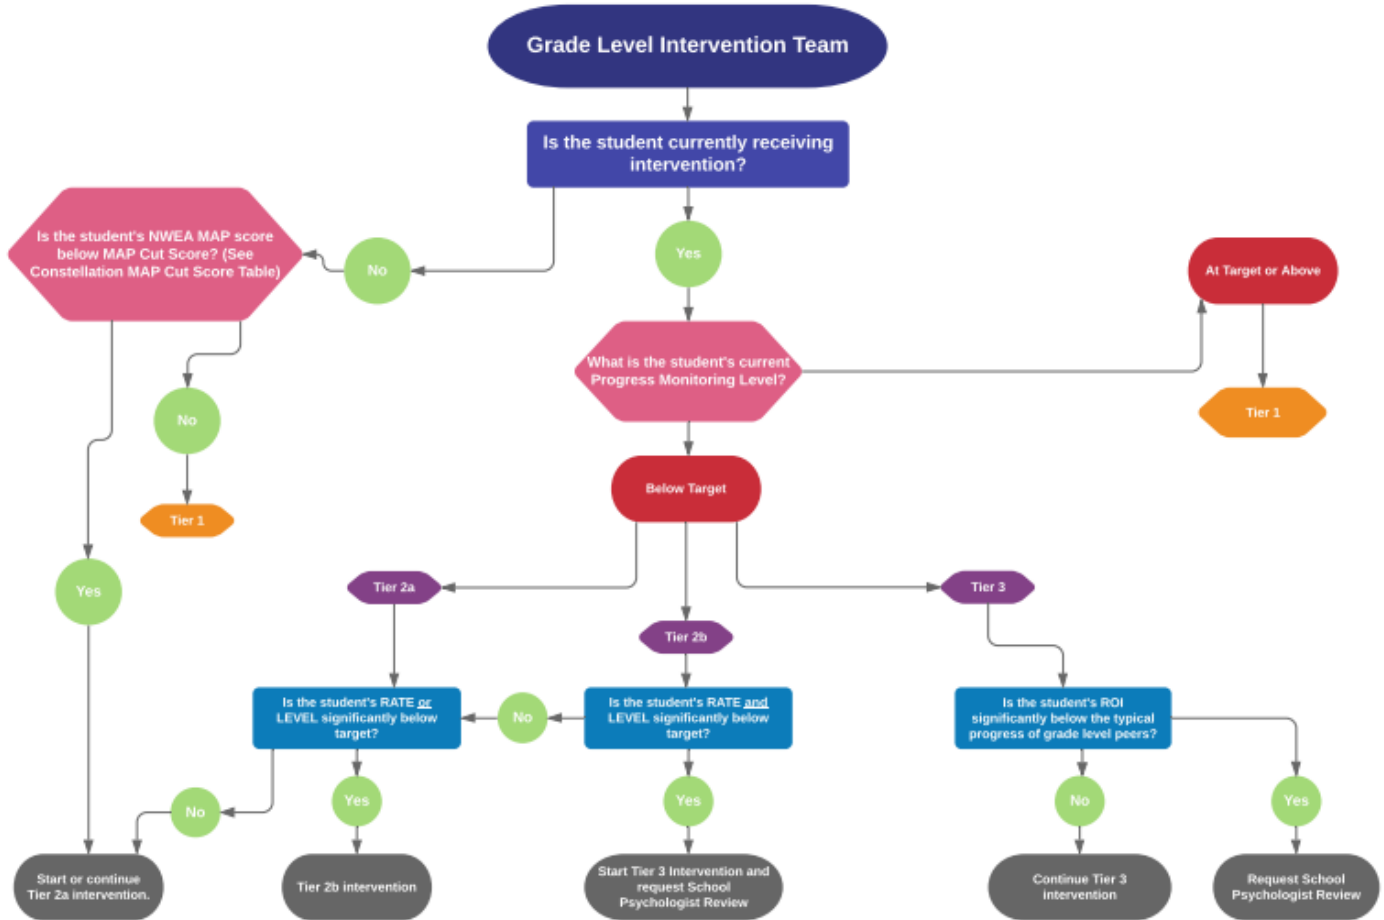 Grade Level Intervention Team
Is the student currently receiving
intervention?
Is the student's NWEA MAP score
below MAP Cut Score? (See
Constellation MAP Cut Score Table)
No
Yes
At Target or Above
What is the student's current
Progress Monitoring Level?
Tier 1
No
Below Target
Tier 1
Yes
Tier 2a
Tier 3
Tier 2b
Is the student's RATE or
LEVEL significantly below
target?
No
Is the student's RATE and
LEVEL significantly below
target?
Is the student's ROI
significantly below the typical
progress of grade level peers?
No
Yes
Yes
No
Yes
Start or continue
Tier 2a intervention.
Tier 2b intervention
Start Tier 3 Intervention and
request School
Psychologist Review
Continue Tier 3
intervention
Request School
Psychologist Review